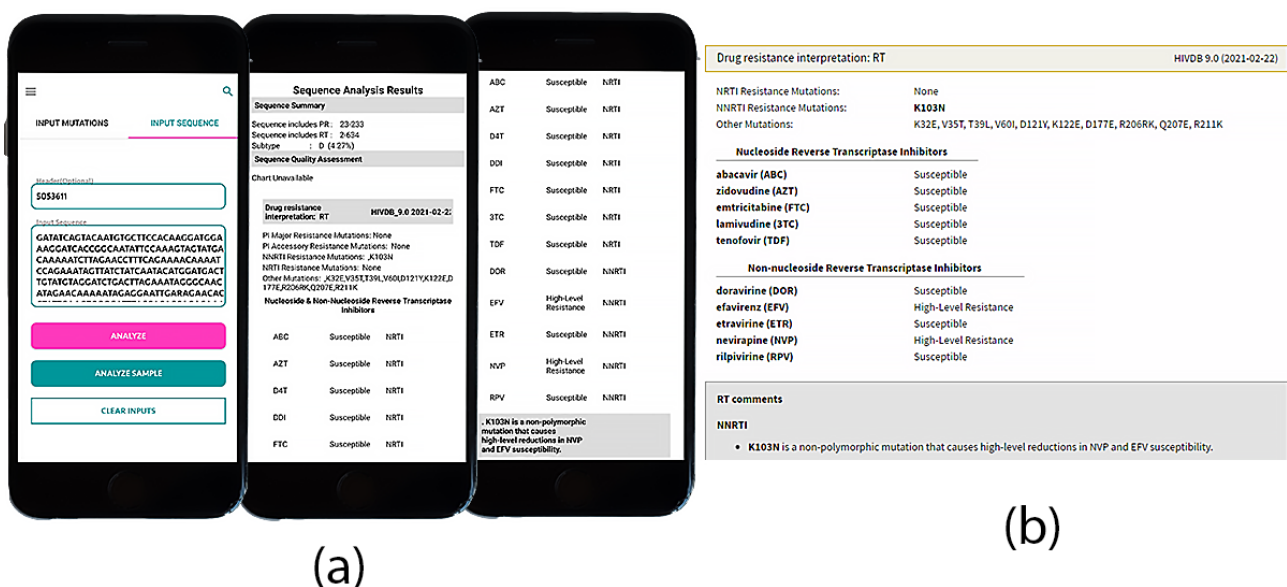 INPUT MUTATIONS INPUT SEQUENCE
Header(Optional)
S053611
Input Sequence
GATATCAGTACAATGTGCTTCCACAAGGATGGA
AAGGATCACCGGCAATATTCCAAAGTAGTATGA
CAAAAATCTTAGAACCTTTCAGAAAACAAAAT
CCAGAAATAGTTATCTATCAATACATGGATGACT
TGTATGTAGGATCTGACTTAGAAATAGGGCAAC
ATAGAACAAAAATAGAGGAATTGARAGAACAC
ANALYZE
ANALYZE SAMPLE
CLEAR INPUTS
Sequence Analysis Results
Sequence Summary
Sequence includes PR: 23-233
Sequence includes RT: 2-634
Subtype : D (4.27%)
Sequence Quality Assessment
Chart Unavailable
Drug resistance
interpretation: RT HIVDB_9.0 2021-02-2
PI Major Resistance Mutations: None
PI Accessory Resistance Mutations: None
NNRTI Resistance Mutations: ,K103N
NRTI Resistance Mutations: None
Other Mutations: ,K32E,V35T,T39L,V60I,D121Y,K122E,D
177E,R206RK,Q207E,R211K
Nucleoside & Non-Nucleoside Reverse Transcriptase
Inhibitors
ABC Susceptible NRTI
AZT Susceptible NRTI
D4T Susceptible NRTI
DDI Susceptible NRTI
FTC Susceptible NRTI
ABC Susceptible NRTI
AZT Susceptible NRTI
D4T Susceptible NRTI
DDI Susceptible NRTI
FTC Susceptible NRTI
3TC Susceptible NRTI
TDF Susceptible NRTI
DOR Susceptible NNRTI
EFV High-Level
Resistance NNRTI
ETR Susceptible NNRTI
NVP High-Level
Resistance NNRTI
RPV Susceptible NNRTI
. K103N is a non-polymorphic
mutation that causes
high-level reductions in NVP
and EFV susceptibility.
(a)
Drug resistance interpretation: RT HIVDB 9.0 (2021-02-22)
NRTI Resistance Mutations: None
NNRTI Resistance Mutations: K103N
Other Mutations: K32E, V35T, T39L, V60I, D121Y, K122E, D177E, R206RK, Q207E, R211K
Nucleoside Reverse Transcriptase Inhibitors
abacavir (ABC) Susceptible
zidovudine (AZT) Susceptible
emtricitabine (FTC) Susceptible
lamivudine (3TC) Susceptible
tenofovir (TDF) Susceptible
Non-nucleoside Reverse Transcriptase Inhibitors
doravirine (DOR) Susceptible
efavirenz (EFV) High-Level Resistance
etravirine (ETR) Susceptible
nevirapine (NVP) High-Level Resistance
rilpivirine (RPV) Susceptible
RT comments
NNRTI
• K103N is a non-polymorphic mutation that causes high-level reductions in NVP and EFV susceptibility.
(b)